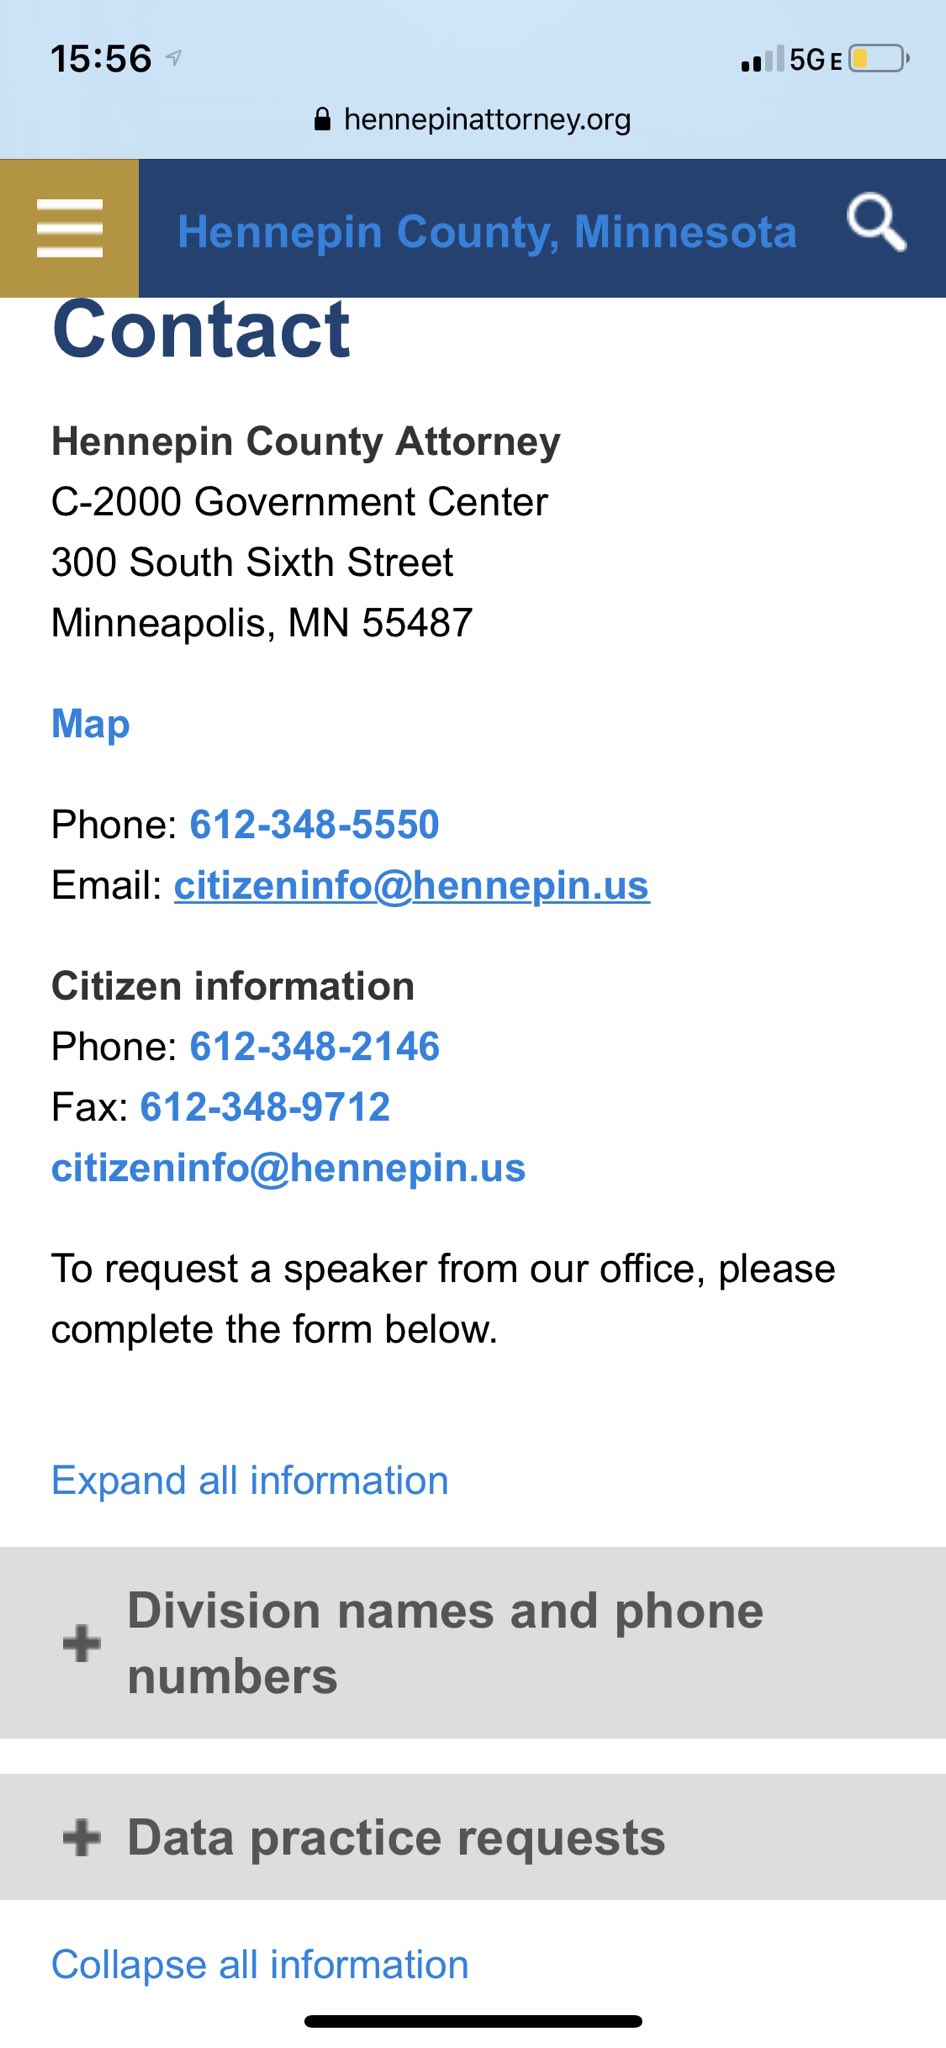 15:56
5G E
hennepinattorney.org
Hennepin County, Minnesota
Contact
Hennepin County Attorney
C-2000 Government Center
300 South Sixth Street
Minneapolis, MN 55487
Map
Phone: 612-348-5550
Email: citizeninfo@hennepin.us
Citizen information
Phone: 612-348-2146
Fax: 612-348-9712
citizeninfo@hennepin.us
To request a speaker from our office, please
complete the form below.
Expand all information
Division names and phone
numbers
Data practice requests
Collapse all information